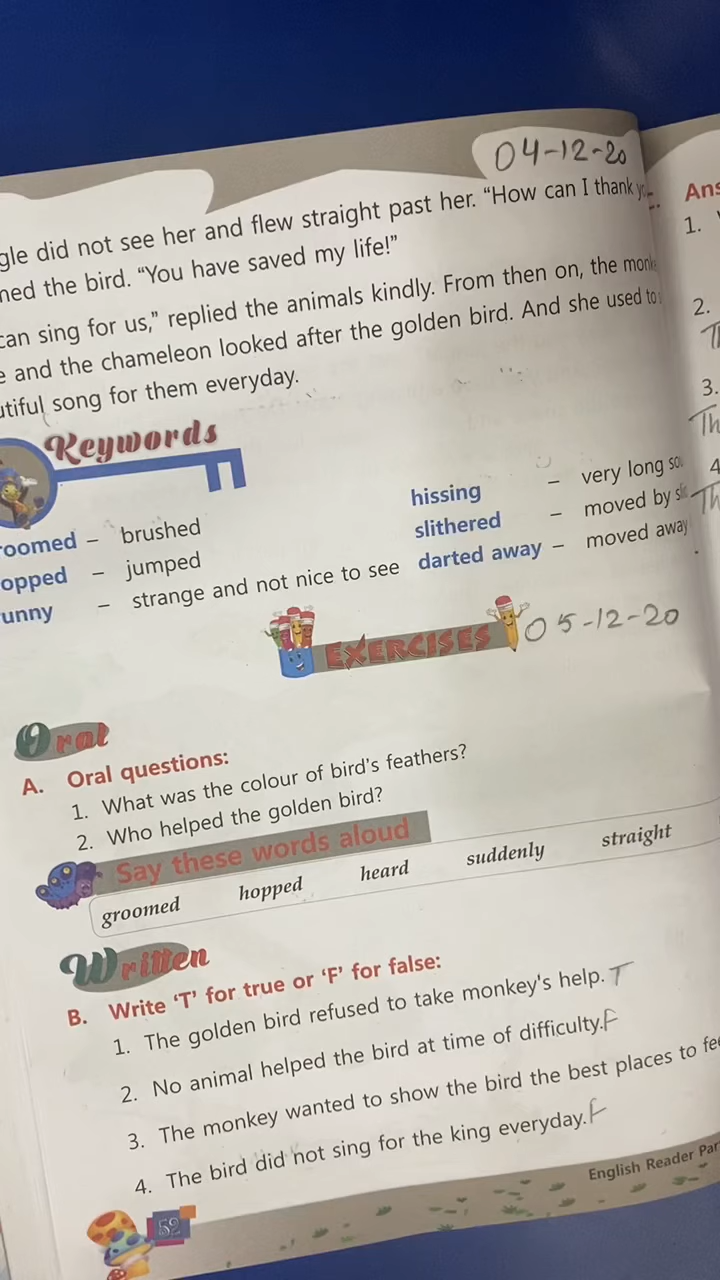 04-12-20
gle did not see her and flew straight past her. "How can I thank
ned the bird. "You have saved my life!"
can sing for us," replied the animals kindly. From then on, the
e and the chameleon looked after the golden bird. And she used to
utiful song for them everyday.
Keywords
oomed – brushed
opped – jumped
unny – strange and not nice to see
hissing – very long
slithered – moved by
darted away – moved away
EXERCISES 05-12-20
Oral
A. Oral questions:
1. What was the colour of bird's feathers?
2. Who helped the golden bird?
Say these words aloud
groomed hopped heard suddenly straight
Written
B. Write 'T' for true or 'F' for false:
1. The golden bird refused to take monkey's help. T
2. No animal helped the bird at time of difficulty. F
3. The monkey wanted to show the bird the best places to
4. The bird did not sing for the king everyday. F
English Reader
52
Ans
1.
2.
3.
Th
4
Th